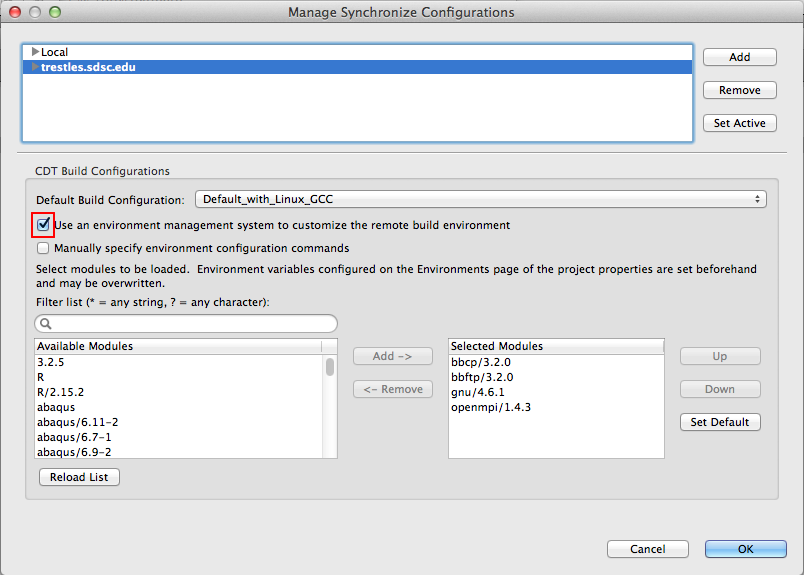 Manage Synchronize Configurations
Local
trestles.sdsc.edu
Add
Remove
Set Active
CDT Build Configurations
Default Build Configuration: Default_with_Linux_GCC
Use an environment management system to customize the remote build environment
Manually specify environment configuration commands
Select modules to be loaded.  Environment variables configured on the Environments page of the project properties are set beforehand
and may be overwritten.
Filter list (* = any string, ? = any character):
Available Modules
3.2.5
R
R/2.15.2
abaqus
abaqus/6.11-2
abaqus/6.7-1
abaqus/6.9-2
Add ->
<- Remove
Selected Modules
bbcp/3.2.0
bbftp/3.2.0
gnu/4.6.1
openmpi/1.4.3
Up
Down
Set Default
Reload List
Cancel
OK